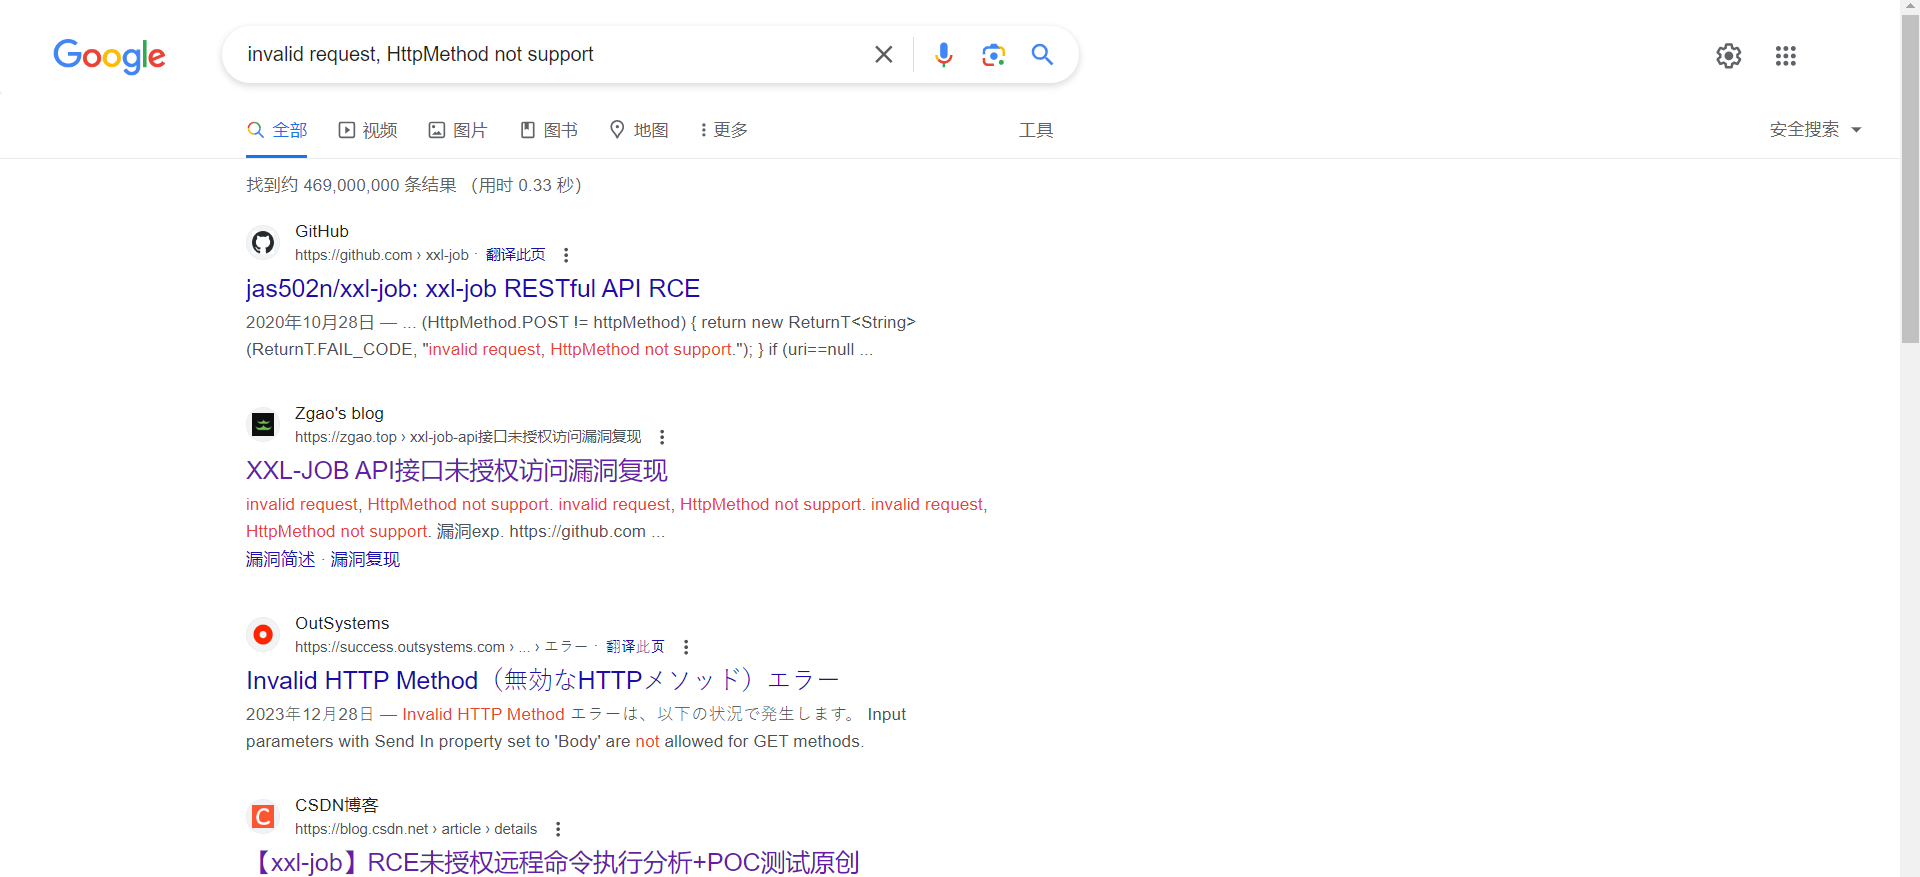 Google
invalid request, HttpMethod not support
全部 视频 图片 图书 地图 更多 工具 安全搜索
找到约 469,000,000 条结果 （用时 0.33 秒）
GitHub
https://github.com › xxl-job · 翻译此页
jas502n/xxl-job: xxl-job RESTful API RCE
2020年10月28日 — ... (HttpMethod.POST != httpMethod) { return new ReturnT<String>
(ReturnT.FAIL_CODE, "invalid request, HttpMethod not support."); } if (uri==null ...
Zgao's blog
https://zgao.top › xxl-job-api接口未授权访问漏洞复现
XXL-JOB API接口未授权访问漏洞复现
invalid request, HttpMethod not support. invalid request, HttpMethod not support. invalid request,
HttpMethod not support. 漏洞exp. https://github.com ...
漏洞简述 · 漏洞复现
OutSystems
https://success.outsystems.com › ... › エラー · 翻译此页
Invalid HTTP Method（無効なHTTPメソッド）エラー
2023年12月28日 — Invalid HTTP Method エラーは、以下の状況で発生します。 Input
parameters with Send In property set to 'Body' are not allowed for GET methods.
CSDN博客
https://blog.csdn.net › article › details
【xxl-job】RCE未授权远程命令执行分析+POC测试原创